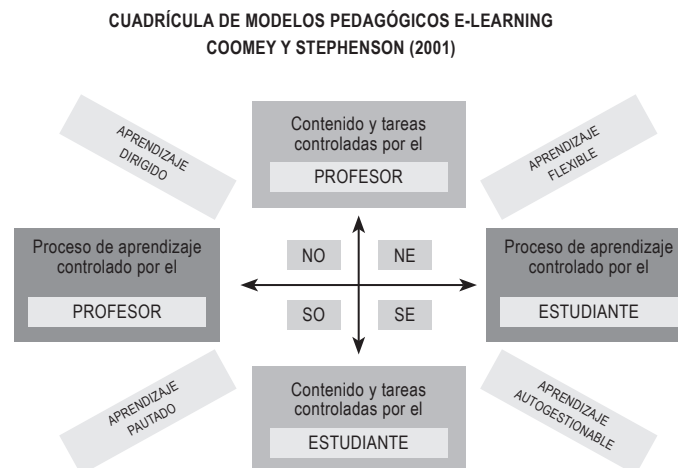 CUADRÍCULA DE MODELOS PEDAGÓGICOS E-LEARNING
COOMEY Y STEPHENSON (2001)
APRENDIZAJE
DIRIGIDO
Contenido y tareas
controladas por el
PROFESOR
APRENDIZAJE
FLEXIBLE
Proceso de aprendizaje
controlado por el
PROFESOR
NO
NE
SO
SE
Proceso de aprendizaje
controlado por el
ESTUDIANTE
APRENDIZAJE
PAUTADO
Contenido y tareas
controladas por el
ESTUDIANTE
APRENDIZAJE
AUTOGESTIONABLE